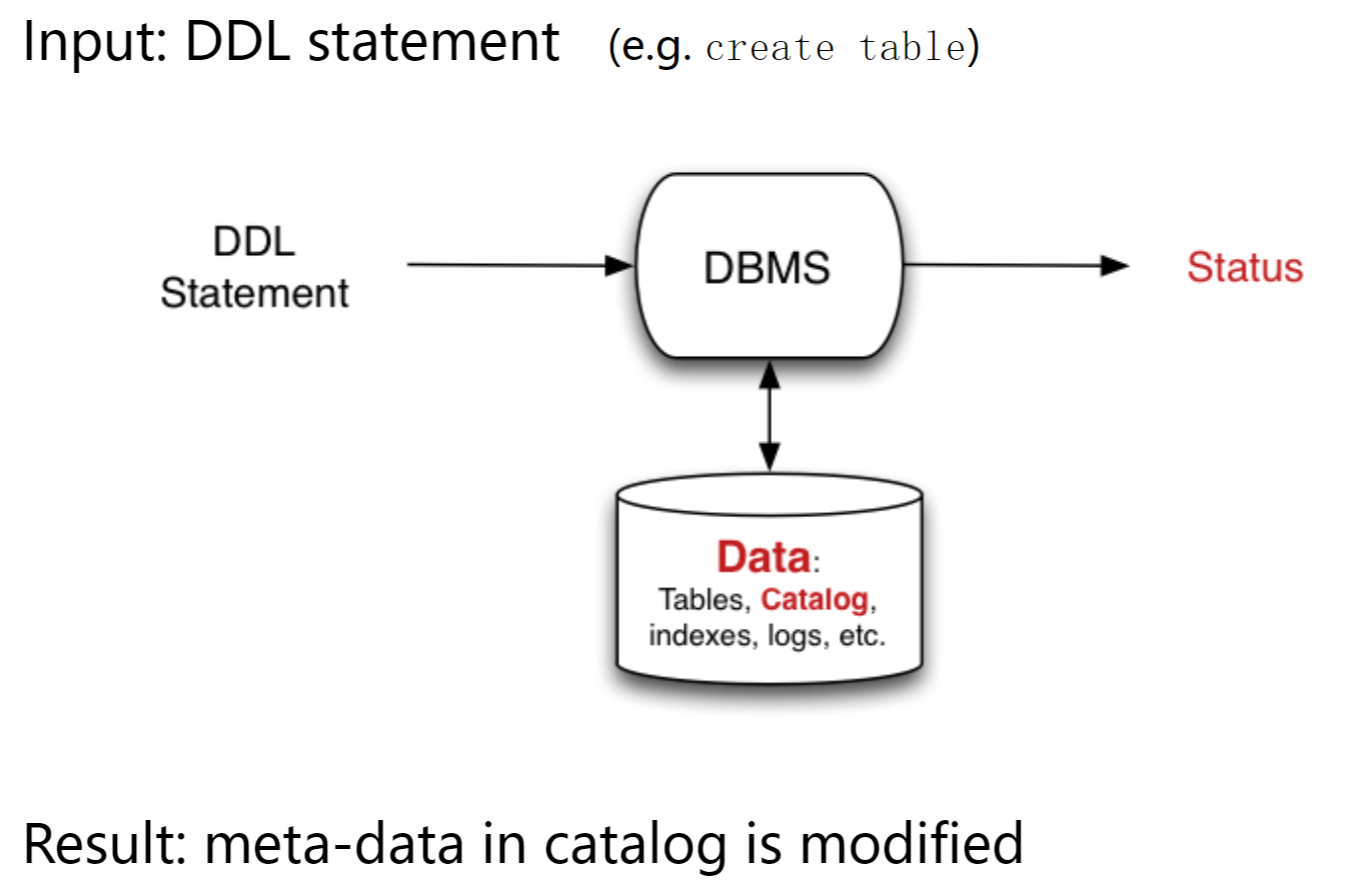 Input: DDL statement (e.g. create table)
DDL
Statement
DBMS
Status
Data:
Tables, Catalog,
indexes, logs, etc.
Result: meta-data in catalog is modified